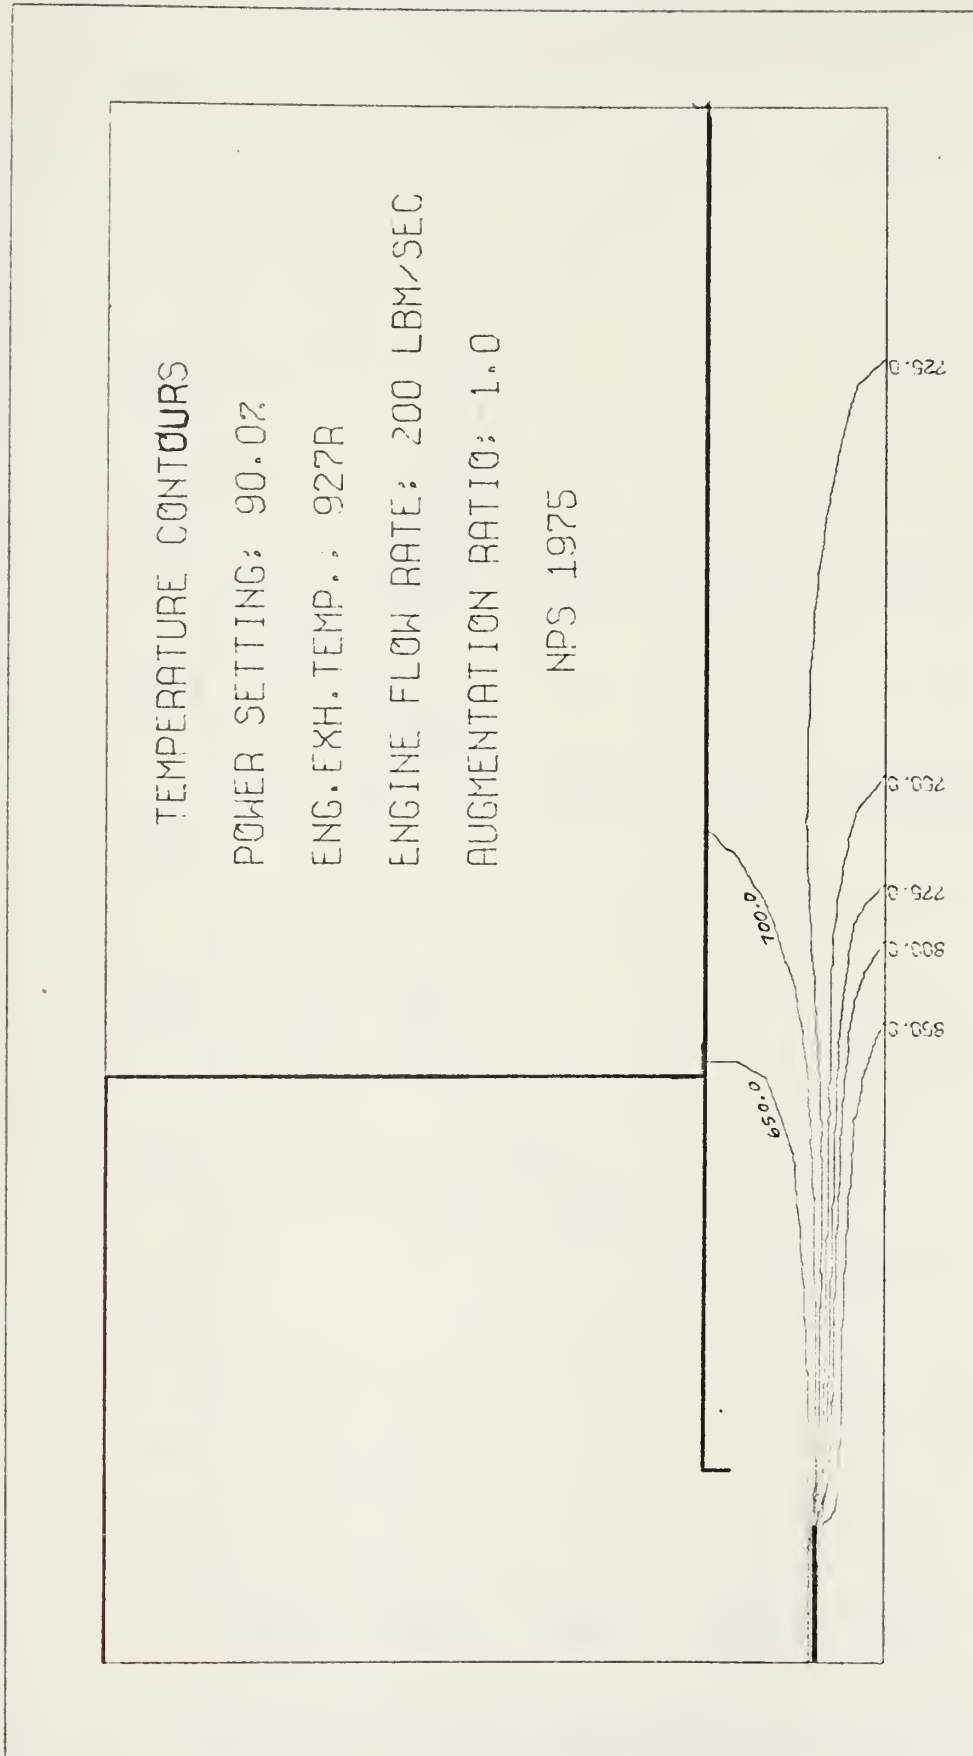 TEMPERATURE CONTOURS
POWER SETTING: 90.0%
ENG.EXH.TEMP.: 927R
ENGINE FLOW RATE: 200 LBM/SEC
AUGMENTATION RATIO: 1.0
NPS 1975
650.0
700.0
850.0
800.0
775.0
750.0
725.0